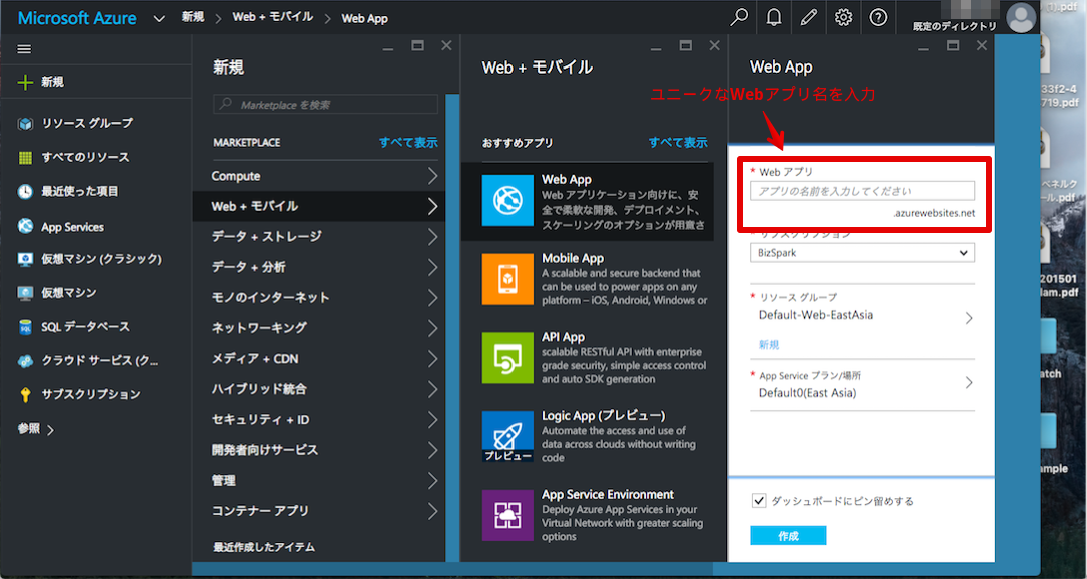 Microsoft Azure
新規
Web + モバイル
Web App
既定のディレクトリ
新規
リソース グループ
すべてのリソース
最近使った項目
App Services
仮想マシン (クラシック)
仮想マシン
SQL データベース
クラウド サービス (ク...
サブスクリプション
参照
新規
Marketplace を検索
MARKETPLACE
すべて表示
Compute
Web + モバイル
データ + ストレージ
データ + 分析
モノのインターネット
ネットワーキング
メディア + CDN
ハイブリッド統合
セキュリティ + ID
開発者向けサービス
管理
コンテナー アプリ
最近作成したアイテム
Web + モバイル
おすすめアプリ
すべて表示
Web App
Web アプリケーション向けに、安
全で柔軟な開発、デプロイメント、
スケーリングのオプションが用意さ
Mobile App
A scalable and secure backend that
can be used to power apps on any
platform – iOS, Android, Windows or
API App
scalable RESTful API with enterprise
grade security, simple access control
and auto SDK generation
Logic App (プレビュー)
Automate the access and use of
data across clouds without writing
code
プレビュー
App Service Environment
Deploy Azure App Services in your
Virtual Network with greater scaling
options
Web App
ユニークなWebアプリ名を入力
* Web アプリ
アプリの名前を入力してください
.azurewebsites.net
* サブスクリプション
BizSpark
* リソース グループ
Default-Web-EastAsia
新規
* App Service プラン/場所
Default0(East Asia)
ダッシュボードにピン留めする
作成
33f2-4
719.pdf
201501
lam.pdf